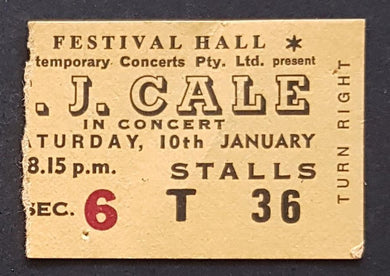 FESTIVAL HALL *
temporary Concerts Pty. Ltd. present
. J. CALE
IN CONCERT
ATURDAY, 10th JANUARY
8.15 p.m. STALLS
SEC. 6 T 36
TURN RIGHT